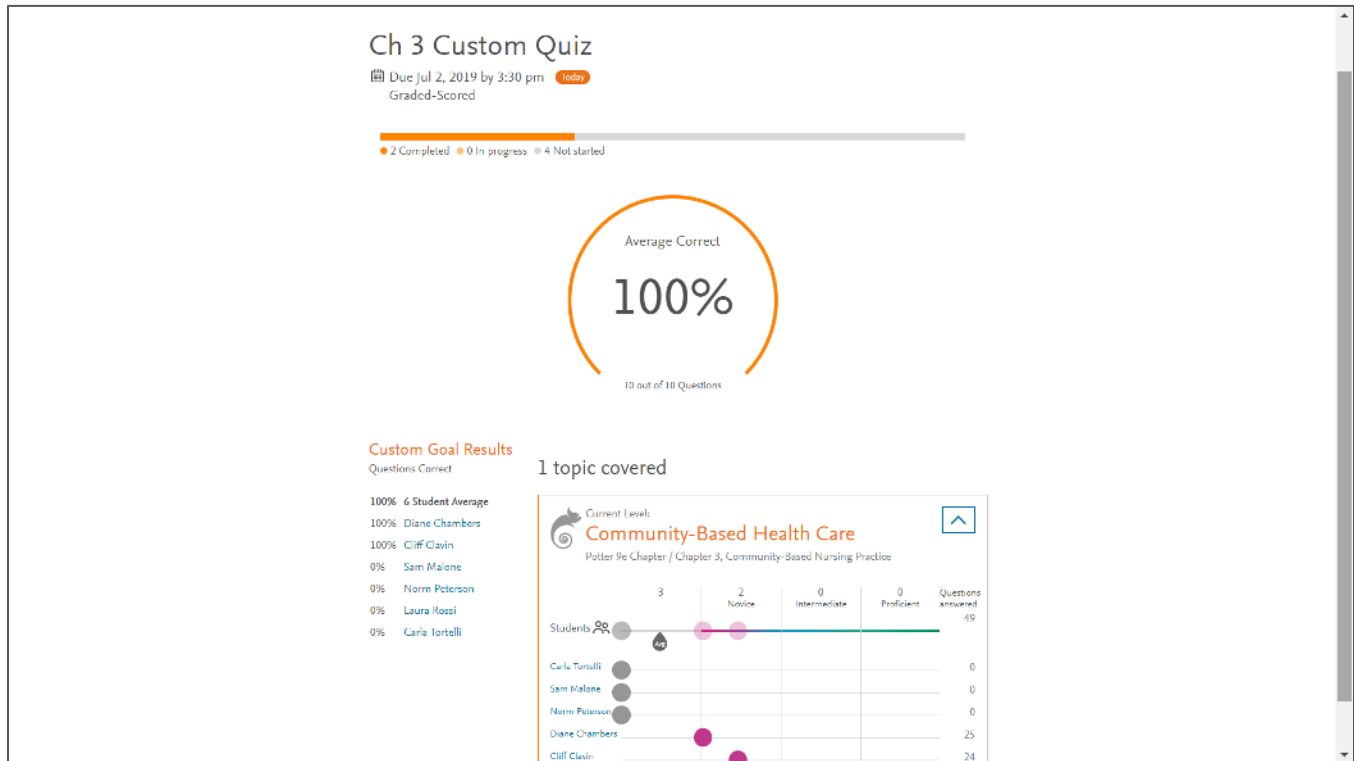 Ch 3 Custom Quiz
Due Jul 2, 2019 by 3:30 pm Today
Graded-Scored
2 Completed 0 In progress 4 Not started
Average Correct
100%
10 out of 10 Questions
Custom Goal Results
Questions Correct
100% 6 Student Average
100% Diane Chambers
100% Cliff Clavin
0% Sam Malone
0% Norm Peterson
0% Laura Rossi
0% Carla Tortelli
1 topic covered
Current Level:
Community-Based Health Care
Potter 9e Chapter / Chapter 3, Community-Based Nursing Practice
3 2 0 0 Questions
Novice Intermediate Proficient answered
49
Students
Avg
Carla Tortelli 0
Sam Malone 0
Norm Peterson 0
Diane Chambers 25
Cliff Clavin 24